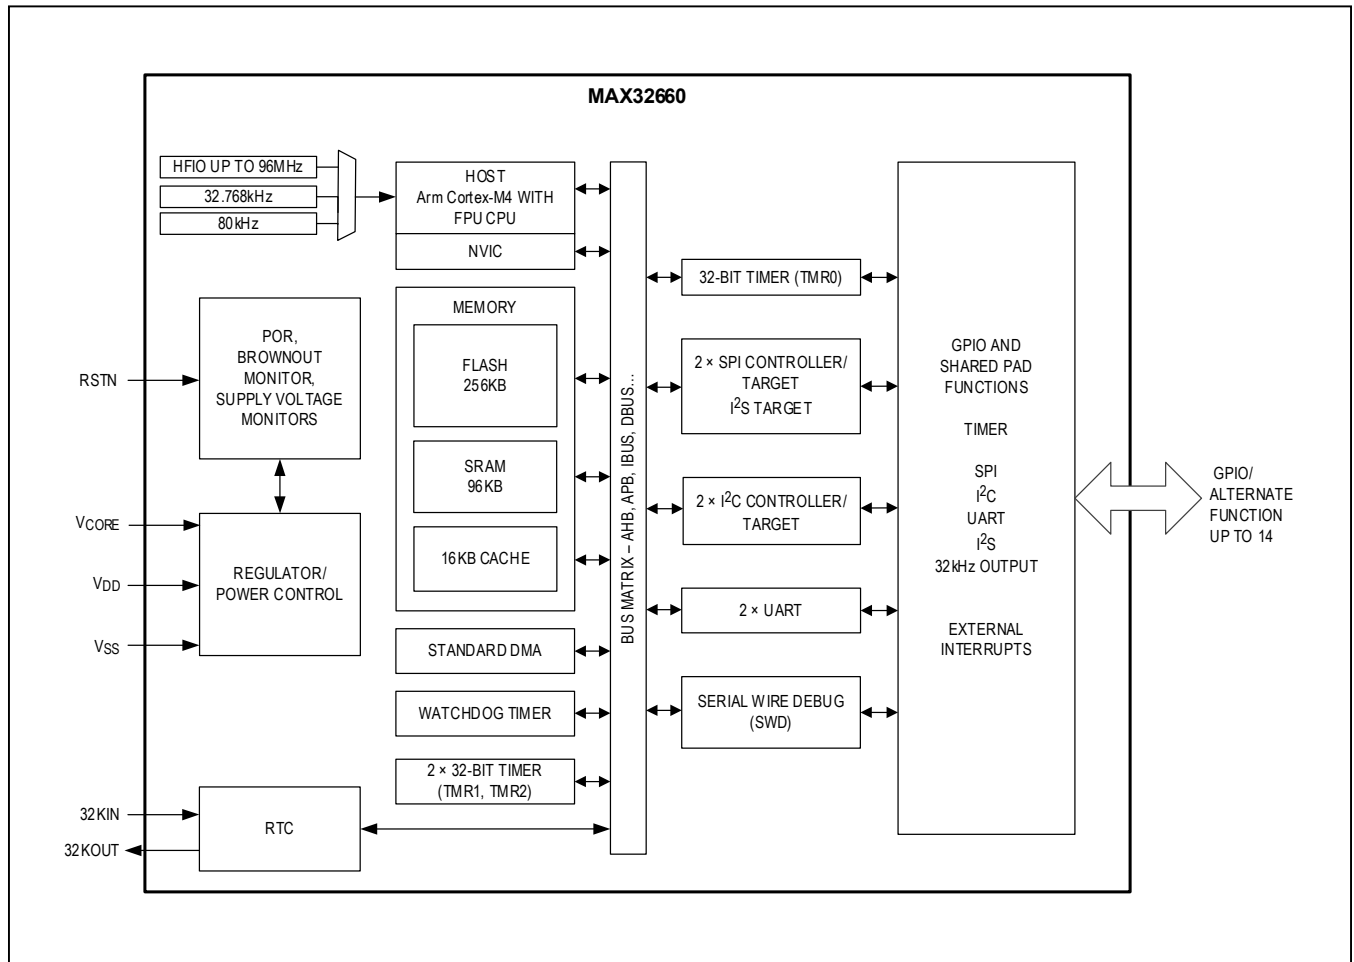 MAX32660
HFIO UP TO 96MHz
32.768kHz
80kHz
HOST
Arm Cortex-M4 WITH
FPU CPU
NVIC
MEMORY
FLASH
256KB
SRAM
96KB
16KB CACHE
STANDARD DMA
WATCHDOG TIMER
2 × 32-BIT TIMER
(TMR1, TMR2)
RSTN
POR,
BROWNOUT
MONITOR,
SUPPLY VOLTAGE
MONITORS
VCORE
VDD
VSS
REGULATOR/
POWER CONTROL
32KIN
32KOUT
RTC
BUS MATRIX – AHB, APB, IBUS, DBUS...
32-BIT TIMER (TMR0)
2 × SPI CONTROLLER/
TARGET
I2S TARGET
2 × I2C CONTROLLER/
TARGET
2 × UART
SERIAL WIRE DEBUG
(SWD)
GPIO AND
SHARED PAD
FUNCTIONS
TIMER
SPI
I2C
UART
I2S
32kHz OUTPUT
EXTERNAL
INTERRUPTS
GPIO/
ALTERNATE
FUNCTION
UP TO 14